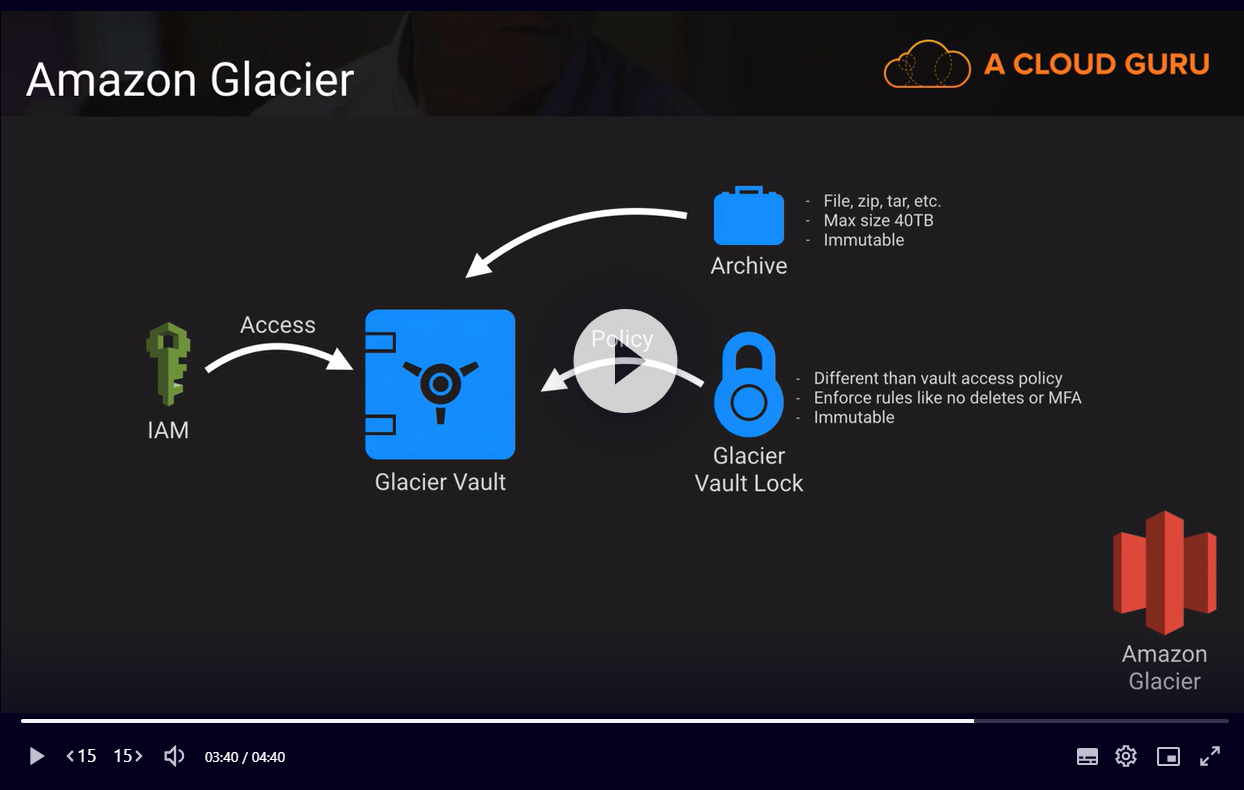 Amazon Glacier
A CLOUD GURU
- File, zip, tar, etc.
- Max size 40TB
- Immutable
Archive
Access
Policy
IAM
Glacier Vault
- Different than vault access policy
- Enforce rules like no deletes or MFA
- Immutable
Glacier
Vault Lock
Amazon
Glacier
<15 15> 03:40 / 04:40